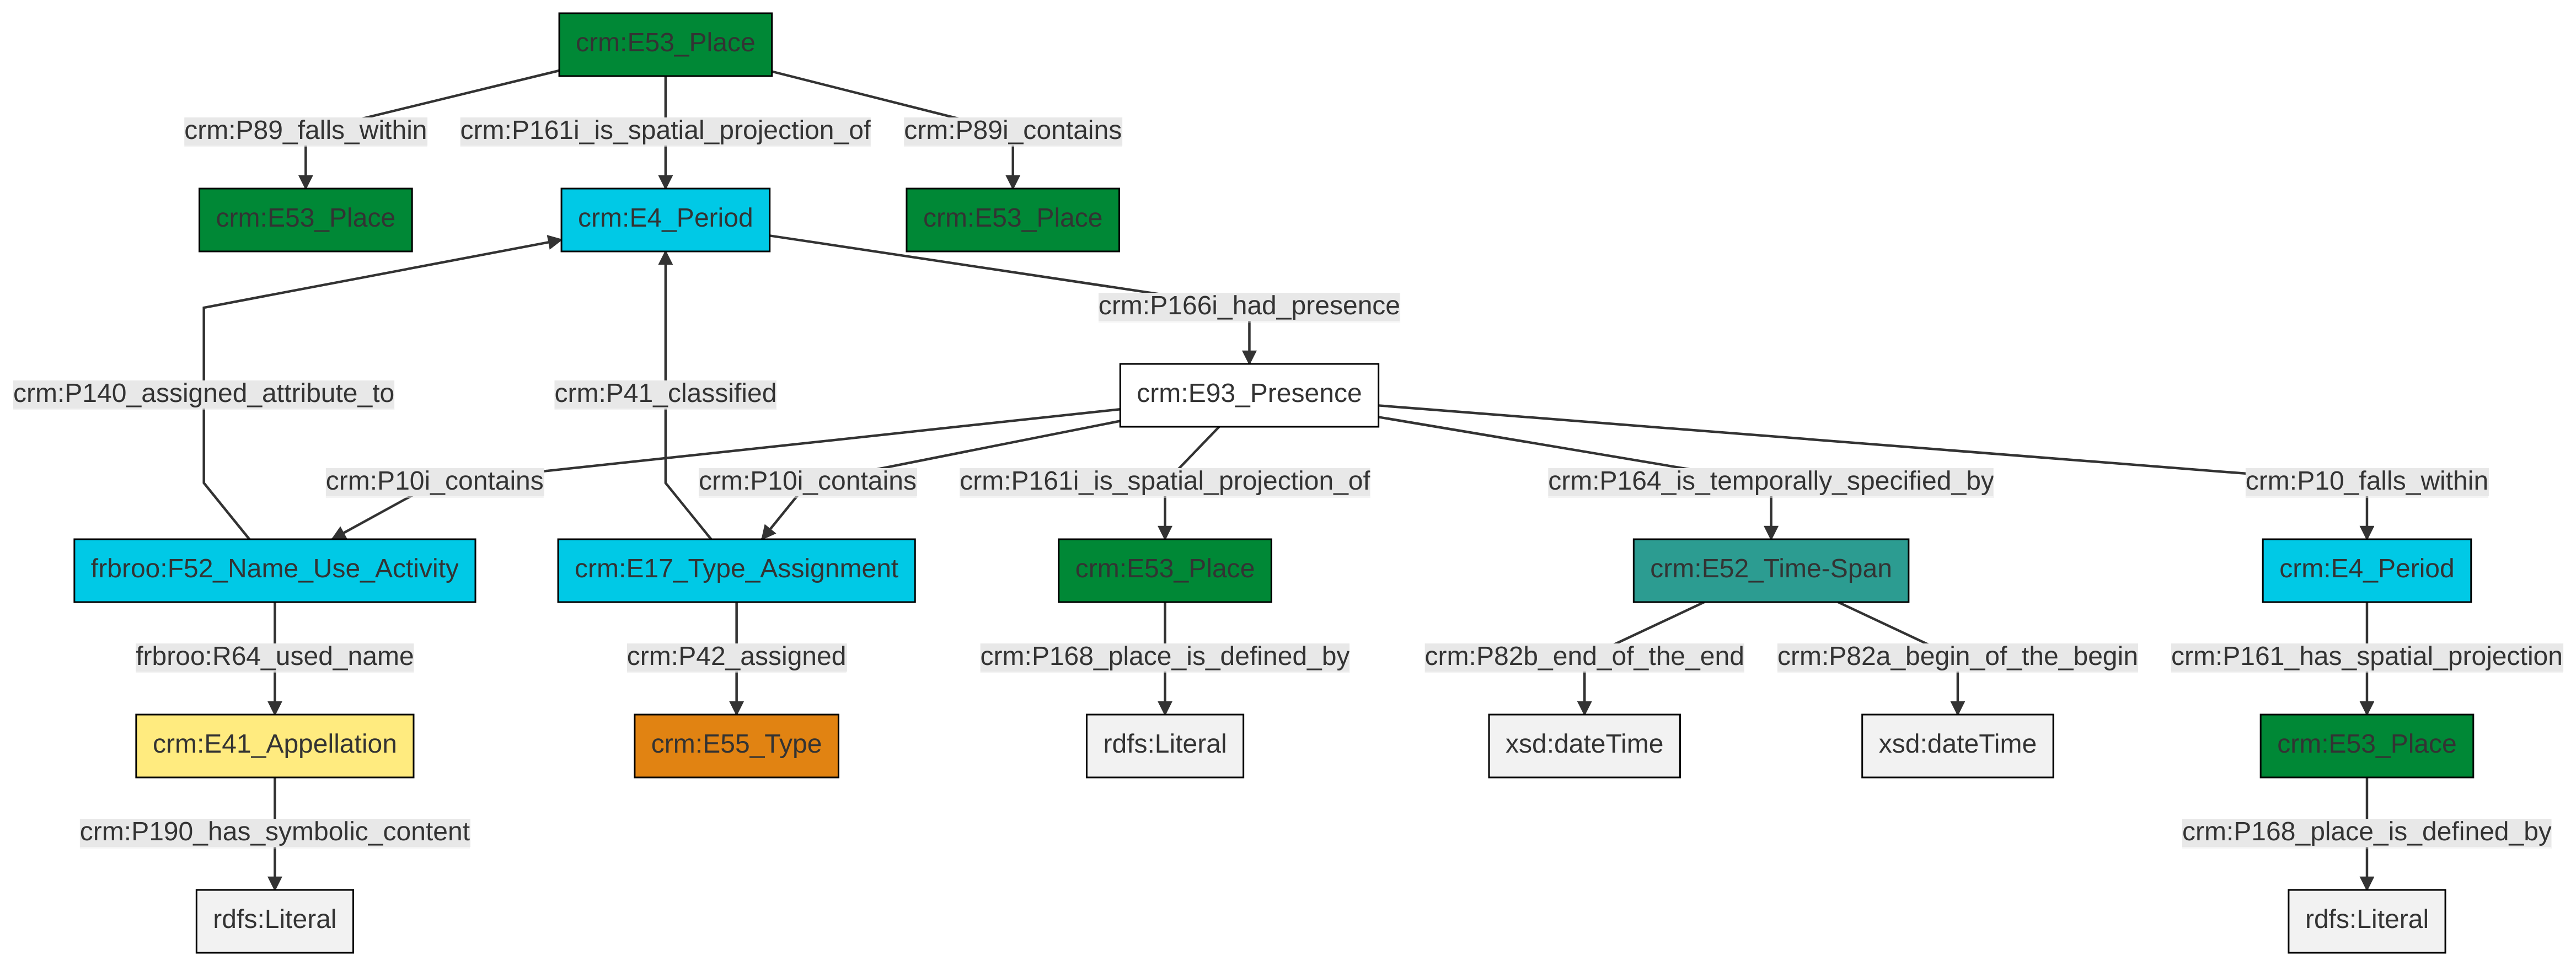 crm:E53_Place
crm:P89_falls_within
crm:P161i_is_spatial_projection_of
crm:P89i_contains
crm:E53_Place
crm:E4_Period
crm:E53_Place
crm:P166i_had_presence
crm:P140_assigned_attribute_to
crm:P41_classified
crm:E93_Presence
crm:P10i_contains
crm:P10i_contains
crm:P161i_is_spatial_projection_of
crm:P164_is_temporally_specified_by
crm:P10_falls_within
frbroo:F52_Name_Use_Activity
crm:E17_Type_Assignment
crm:E53_Place
crm:E52_Time-Span
crm:E4_Period
frbroo:R64_used_name
crm:P42_assigned
crm:P168_place_is_defined_by
crm:P82b_end_of_the_end
crm:P82a_begin_of_the_begin
crm:P161_has_spatial_projection
crm:E41_Appellation
crm:E55_Type
rdfs:Literal
xsd:dateTime
xsd:dateTime
crm:E53_Place
crm:P190_has_symbolic_content
crm:P168_place_is_defined_by
rdfs:Literal
rdfs:Literal